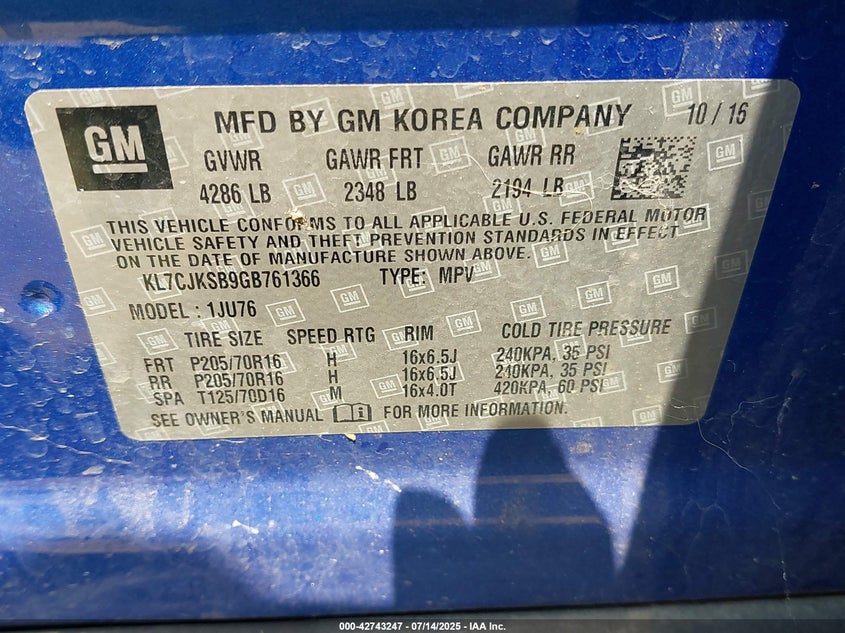 GM MFD BY GM KOREA COMPANY 10 / 16
GVWR GAWR FRT GAWR RR
4286 LB 2348 LB 2194 LB
THIS VEHICLE CONFORMS TO ALL APPLICABLE U.S. FEDERAL MOTOR
VEHICLE SAFETY AND THEFT PREVENTION STANDARDS IN EFFECT
ON THE DATE OF MANUFACTURE SHOWN ABOVE.
KL7CJKSB9GB761366 TYPE: MPV
MODEL : 1JU76
TIRE SIZE SPEED RTG RIM COLD TIRE PRESSURE
FRT P205/70R16 H 16x6.5J 240KPA, 35 PSI
RR P205/70R16 H 16x6.5J 240KPA, 35 PSI
SPA T125/70D16 M 16x4.0T 420KPA, 60 PSI
SEE OWNER'S MANUAL FOR MORE INFORMATION.
000-42743247 - 07/14/2025 - IAA Inc.